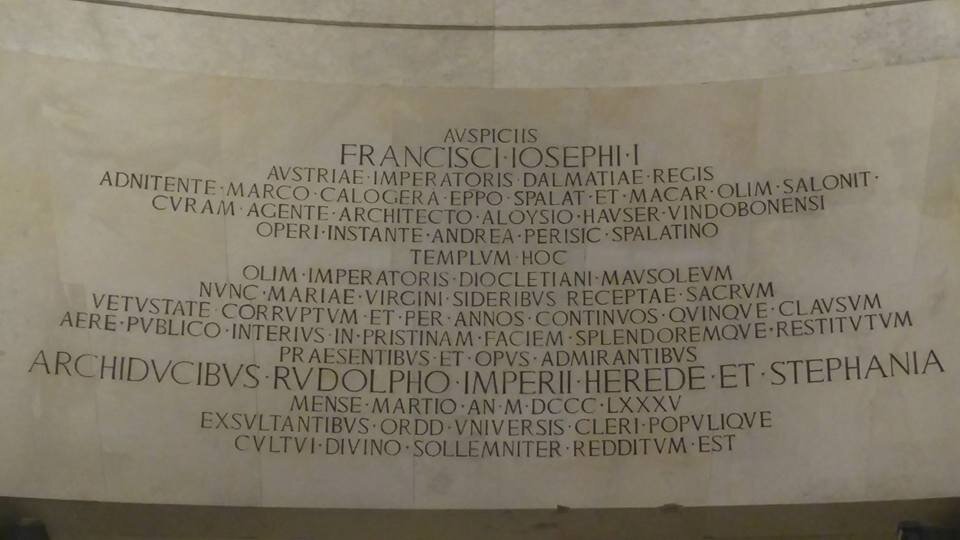 AVSPICIIS
FRANCISCI·IOSEPHI·I
AVSTRIAE·IMPERATORIS·DALMATIAE·REGIS
ADNITENTE·MARCO·CALOGERA·EPPO·SPALAT·ET·MACAR·OLIM·SALONIT·
CVRAM·AGENTE·ARCHITECTO·ALOYSIO·HAVSER·VINDOBONENSI
OPERI·INSTANTE·ANDREA·PERISIC·SPALATINO
TEMPLVM·HOC
OLIM·IMPERATORIS·DIOCLETIANI·MAVSOLEVM
NVNC·MARIAE·VIRGINI·SIDERIBVS·RECEPTAE·SACRVM
VETVSTATE·CORRVPTVM·ET·PER·ANNOS·CONTINVOS·QVINQVE·CLAVSVM
AERE·PVBLICO·INTERIVS·IN·PRISTINAM·FACIEM·SPLENDOREMQVE·RESTITVTVM
PRAESENTIBVS·ET·OPVS·ADMIRANTIBVS
ARCHIDVCIBVS·RVDOLPHO·IMPERII·HEREDE·ET·STEPHANIA
MENSE·MARTIO·AN·M·DCCC·LXXXV
EXSVLTANTIBVS·ORDD·VNIVERSIS·CLERI·POPVLIQVE
CVLTVI·DIVINO·SOLLEMNITER·REDDITVM·EST